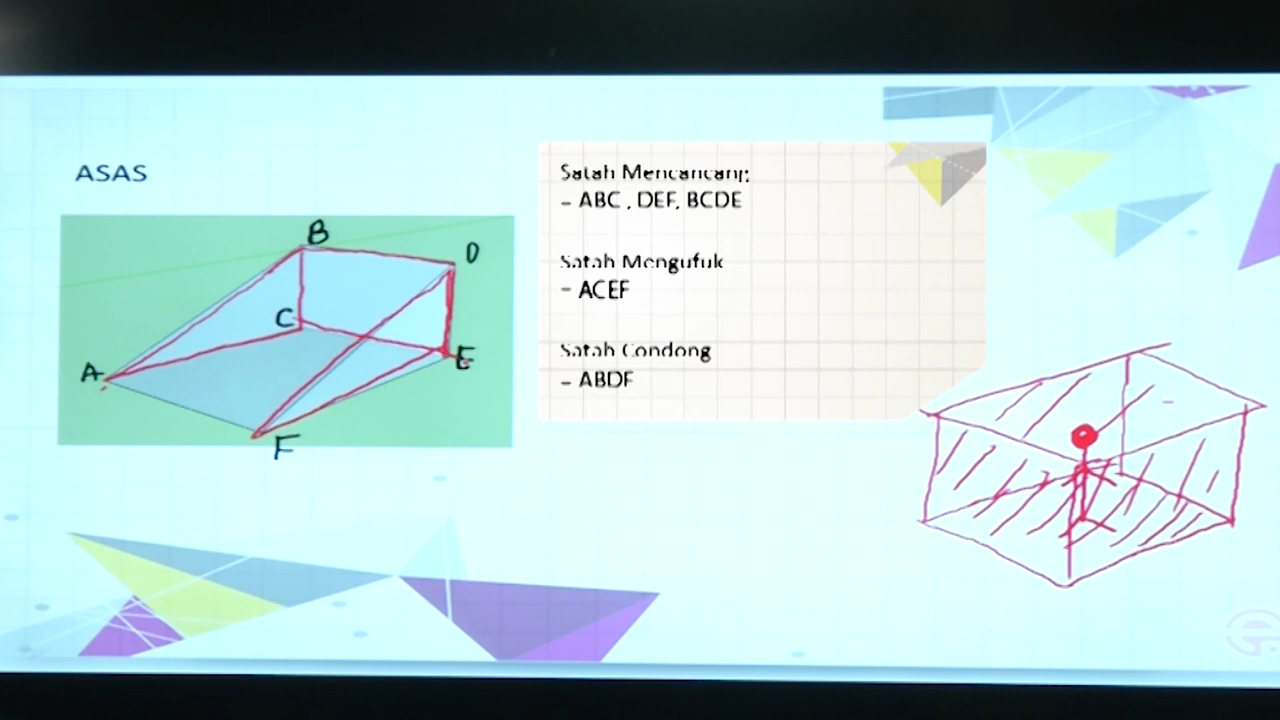 ASAS
B
D
C
A
E
F
Satah Mencancang
- ABC , DEF, BCDE
Satah Mengufuk
- ACEF
Satah Condong
- ABDF